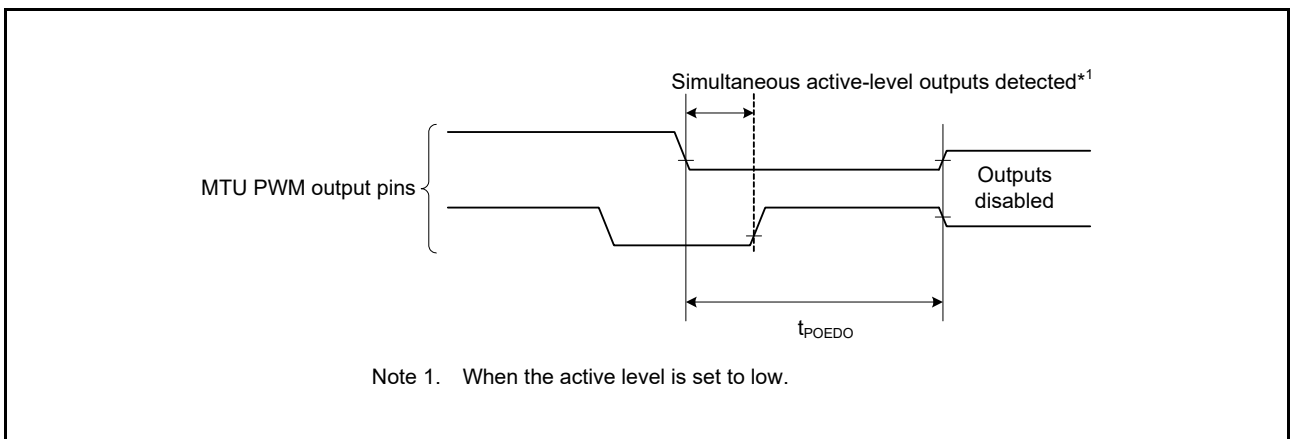 Simultaneous active-level outputs detected*1
MTU PWM output pins
Outputs
disabled
tPOEDO
Note 1. When the active level is set to low.